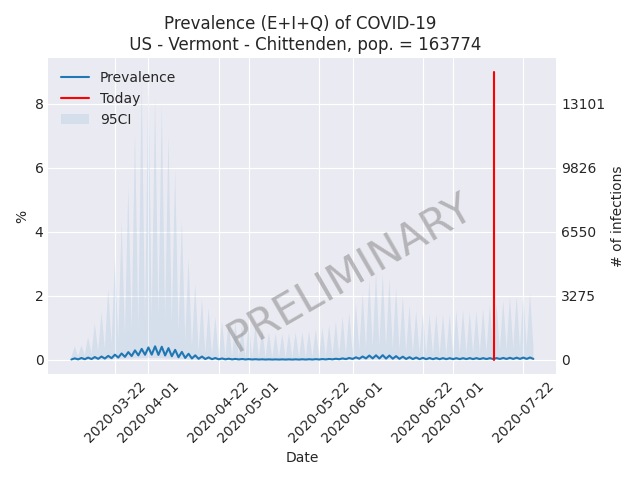 Prevalence (E+I+Q) of COVID-19
US - Vermont - Chittenden, pop. = 163774
Prevalence
Today
95CI
8
6
4
2
0
%
13101
9826
6550
3275
0
# of infections
PRELIMINARY
2020-03-22
2020-04-01
2020-04-22
2020-05-01
2020-05-22
2020-06-01
2020-06-22
2020-07-01
2020-07-22
Date